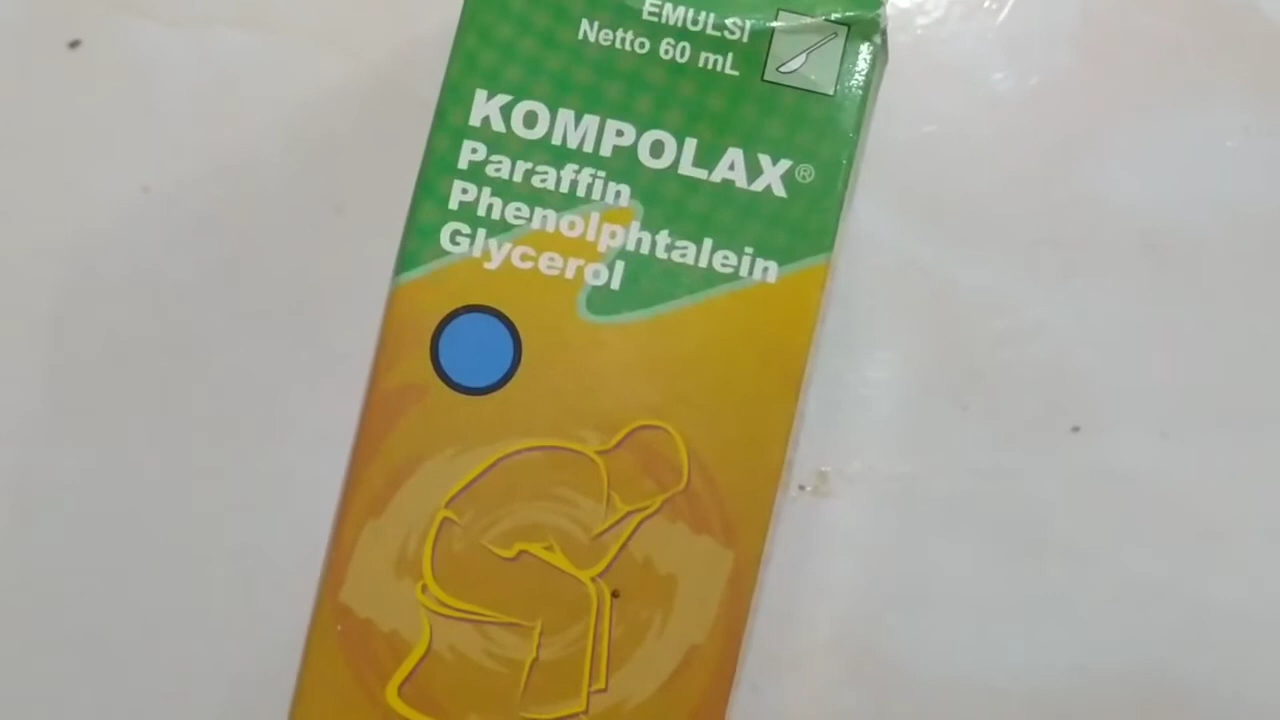 EMULSI
Netto 60 mL
KOMPOLAX®
Paraffin
Phenolphtalein
Glycerol